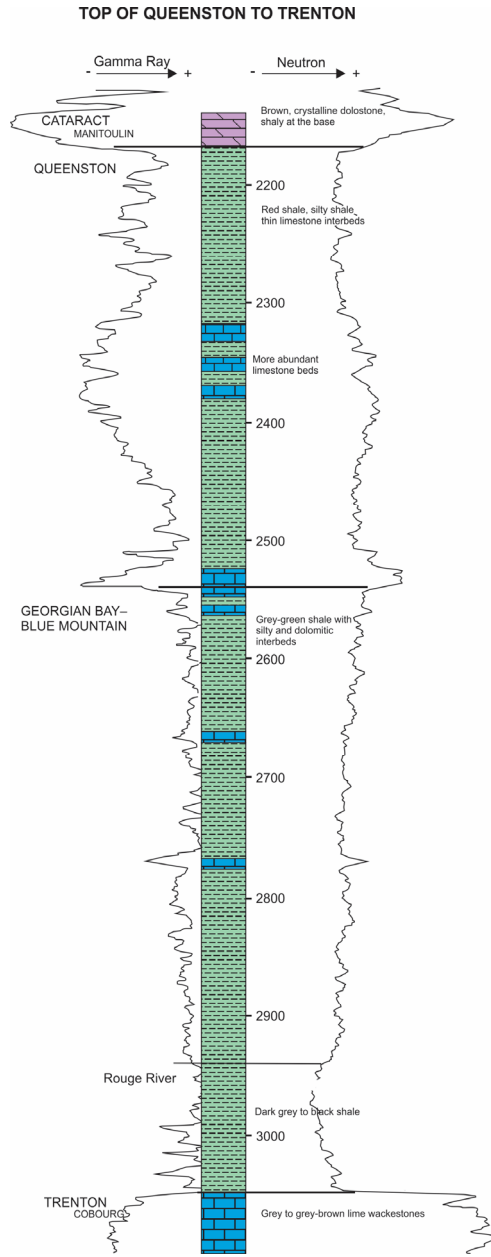 TOP OF QUEENSTON TO TRENTON
- Gamma Ray +
- Neutron +
CATARACT
MANITOULIN
Brown, crystalline dolostone,
shaly at the base
QUEENSTON
2200
Red shale, silty shale
thin limestone interbeds
2300
More abundant
limestone beds
2400
2500
GEORGIAN BAY–
BLUE MOUNTAIN
Grey-green shale with
silty and dolomitic
interbeds
2600
2700
2800
2900
Rouge River
Dark grey to black shale
3000
TRENTON
COBOURG
Grey to grey-brown lime wackestones